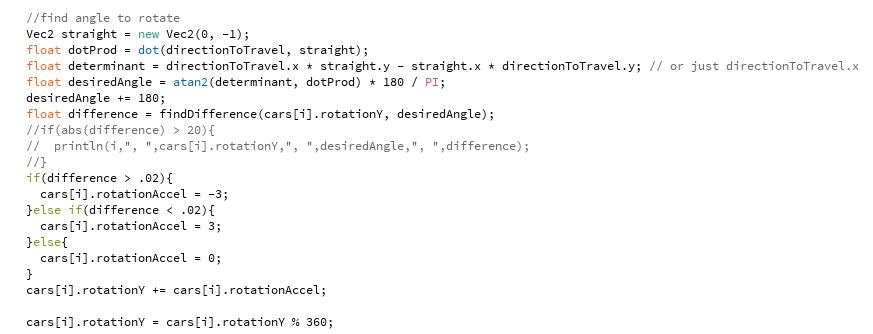 //find angle to rotate
Vec2 straight = new Vec2(0, -1);
float dotProd = dot(directionToTravel, straight);
float determinant = directionToTravel.x * straight.y - straight.x * directionToTravel.y; // or just directionToTravel.x
float desiredAngle = atan2(determinant, dotProd) * 180 / PI;
desiredAngle += 180;
float difference = findDifference(cars[i].rotationY, desiredAngle);
//if(abs(difference) > 20){
//  println(i,", ",cars[i].rotationY,", ",desiredAngle,", ",difference);
//}
if(difference > .02){
  cars[i].rotationAccel = -3;
}else if(difference < .02){
  cars[i].rotationAccel = 3;
}else{
  cars[i].rotationAccel = 0;
}
cars[i].rotationY += cars[i].rotationAccel;
cars[i].rotationY = cars[i].rotationY % 360;